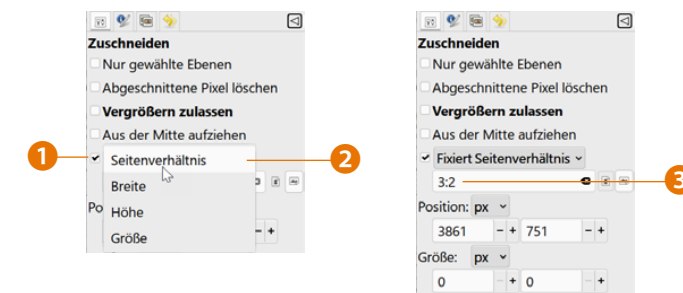 Zuschneiden
Nur gewählte Ebenen
Abgeschnittene Pixel löschen
Vergrößern zulassen
Aus der Mitte aufziehen
1
Seitenverhältnis
2
Breite
Po
Höhe
Größe
- +
Zuschneiden
Nur gewählte Ebenen
Abgeschnittene Pixel löschen
Vergrößern zulassen
Aus der Mitte aufziehen
Fixiert Seitenverhältnis
3:2
3
Position: px
3861 - + 751 - +
Größe: px
0 - + 0 - +